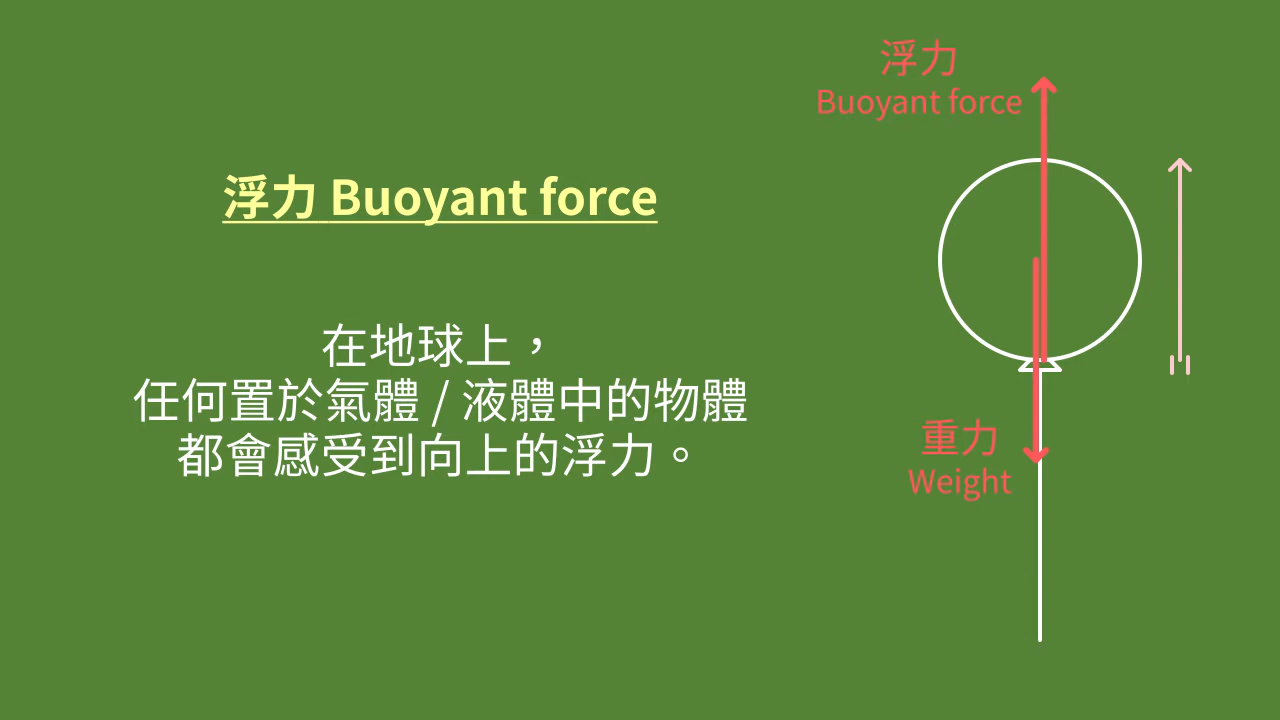 浮力 Buoyant force
在地球上，
任何置於氣體 / 液體中的物體
都會感受到向上的浮力。
浮力
Buoyant force
重力
Weight